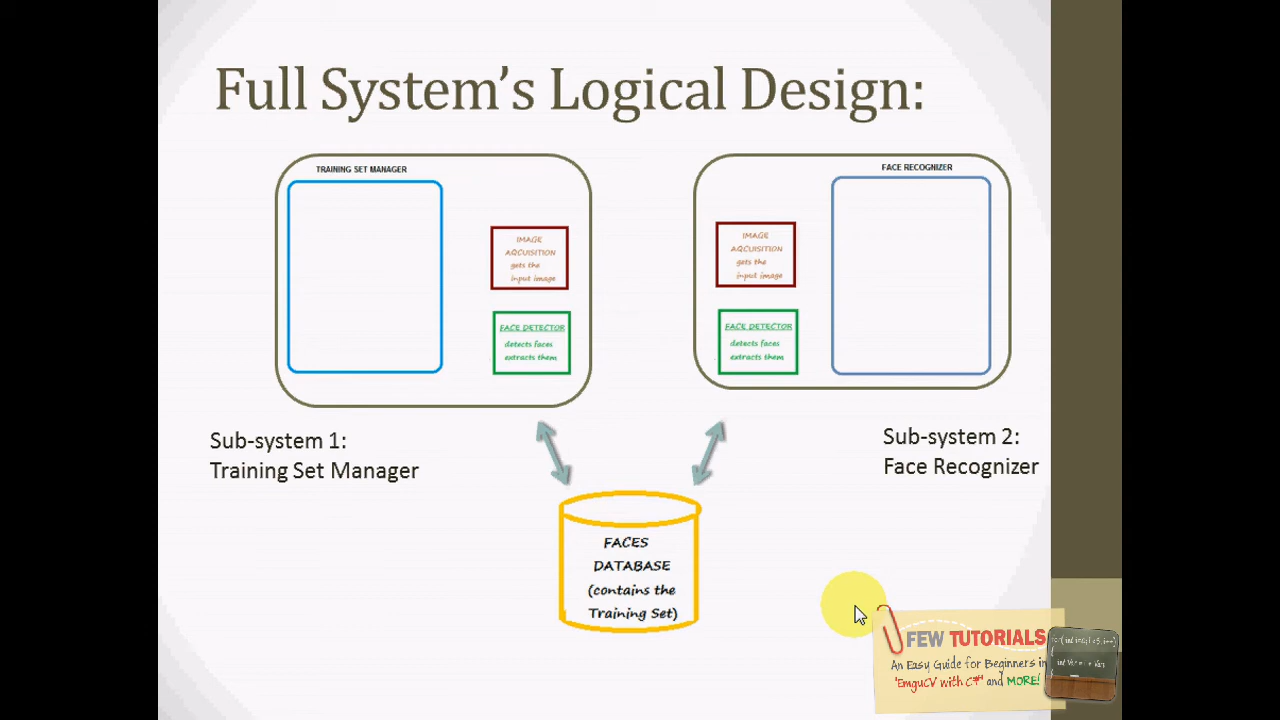 Full System's Logical Design:
TRAINING SET MANAGER
IMAGE
AQCUISITION
gets the
input image
FACE DETECTOR
detects faces
extracts them
FACE RECOGNIZER
IMAGE
AQCUISITION
gets the
input image
FACE DETECTOR
detects faces
extracts them
Sub-system 1:
Training Set Manager
Sub-system 2:
Face Recognizer
FACES
DATABASE
(contains the
Training Set)
FEW TUTORIALS
An Easy Guide for Beginners in
"EmguCV with C#" and MORE!